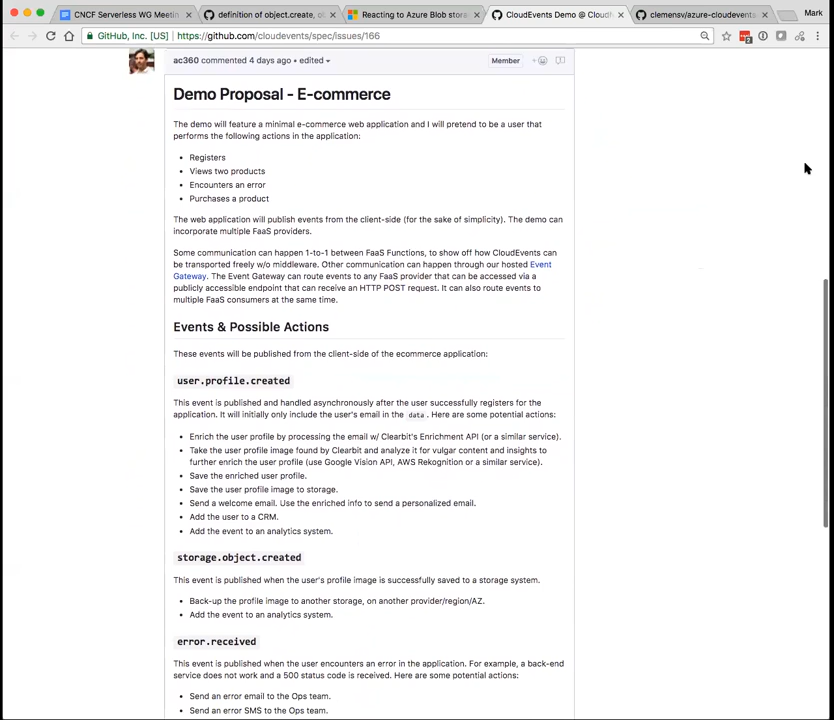 CNCF Serverless WG Meetin
definition of object.create, o
Reacting to Azure Blob stora
CloudEvents Demo @ Cloudf
clemensv/azure-cloudevents
Mark
GitHub, Inc. [US] | https://github.com/cloudevents/spec/issues/166
ac360 commented 4 days ago • edited
Member
Demo Proposal - E-commerce
The demo will feature a minimal e-commerce web application and I will pretend to be a user that
performs the following actions in the application:
• Registers
• Views two products
• Encounters an error
• Purchases a product
The web application will publish events from the client-side (for the sake of simplicity). The demo can
incorporate multiple FaaS providers.
Some communication can happen 1-to-1 between FaaS Functions, to show off how CloudEvents can
be transported freely w/o middleware. Other communication can happen through our hosted Event
Gateway. The Event Gateway can route events to any FaaS provider that can be accessed via a
publicly accessible endpoint that can receive an HTTP POST request. It can also route events to
multiple FaaS consumers at the same time.
Events & Possible Actions
These events will be published from the client-side of the ecommerce application:
user.profile.created
This event is published and handled asynchronously after the user successfully registers for the
application. It will initially only include the user's email in the data. Here are some potential actions:
• Enrich the user profile by processing the email w/ Clearbit's Enrichment API (or a similar service).
• Take the user profile image found by Clearbit and analyze it for vulgar content and insights to
further enrich the user profile (use Google Vision API, AWS Rekognition or a similar service).
• Save the enriched user profile.
• Save the user profile image to storage.
• Send a welcome email. Use the enriched info to send a personalized email.
• Add the user to a CRM.
• Add the event to an analytics system.
storage.object.created
This event is published when the user's profile image is successfully saved to a storage system.
• Back-up the profile image to another storage, on another provider/region/AZ.
• Add the event to an analytics system.
error.received
This event is published when the user encounters an error in the application. For example, a back-end
service does not work and a 500 status code is received. Here are some potential actions:
• Send an error email to the Ops team.
• Send an error SMS to the Ops team.